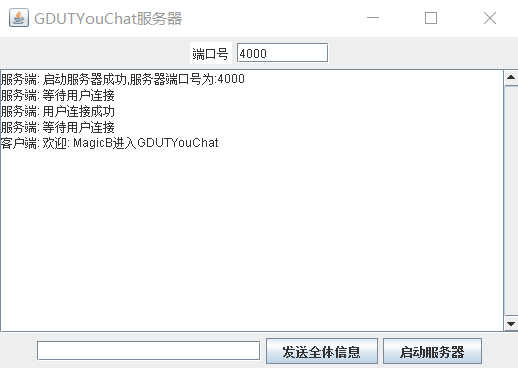 GDUTYouChat服务器
端口号 4000
服务端: 启动服务器成功,服务器端口号为:4000
服务端: 等待用户连接
服务端: 用户连接成功
服务端: 等待用户连接
客户端: 欢迎: MagicB进入GDUTYouChat
发送全体信息 启动服务器